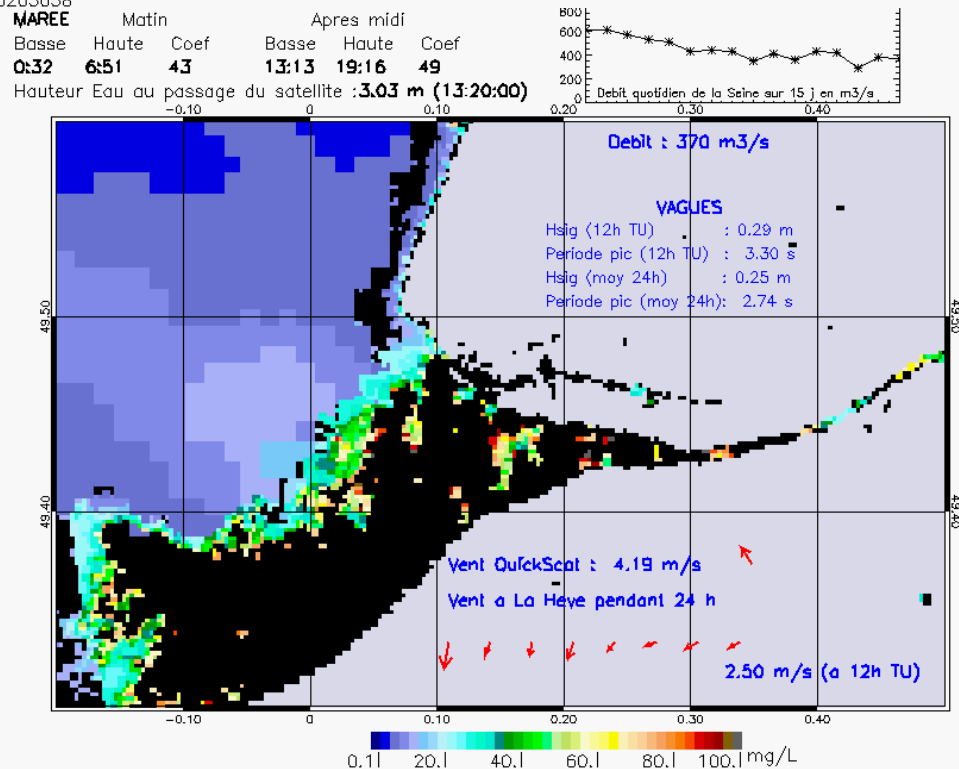 MAREE Matin Apres midi
Basse Haute Coef Basse Haute Coef
0:32 6:51 43 13:13 19:16 49
Hauteur Eau au passage du satellite :3.03 m (13:20:00)
800
600
400
200
0
Debit quotidien de la Seine sur 15 j en m3/s
-0.10 0 0.10 0.20 0.30 0.40
Debit : 370 m3/s
VAGUES
Hsig (12h TU) : 0.29 m
Periode pic (12h TU) : 3.30 s
Hsig (moy 24h) : 0.25 m
Periode pic (moy 24h): 2.74 s
49.50 49.50
49.40 49.40
Vent QuickScat : 4.19 m/s
Vent a La Heve pendant 24 h
2.50 m/s (a 12h TU)
-0.10 0 0.10 0.20 0.30 0.40
0.1| 20.| 40.| 60.| 80.| 100.| mg/L